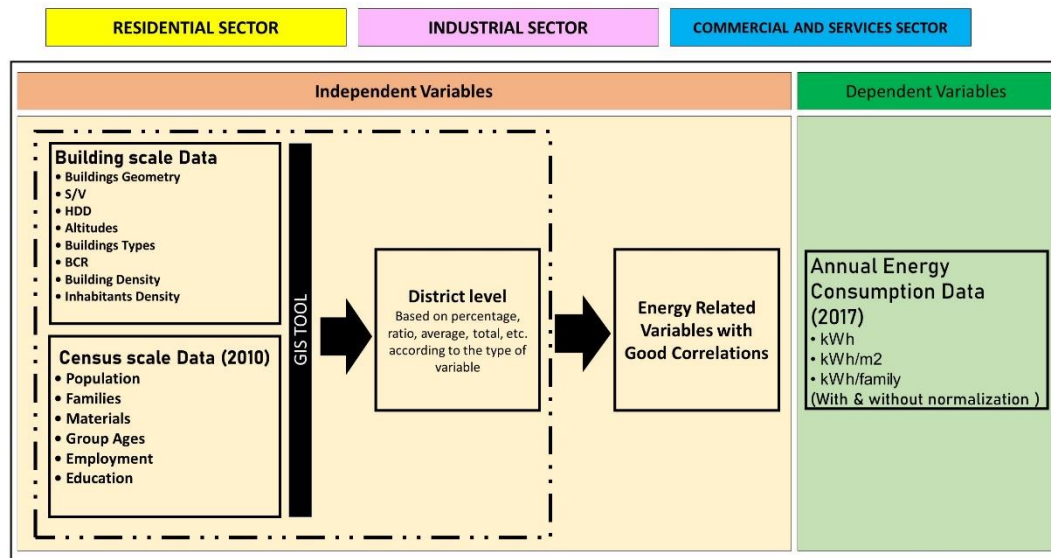 RESIDENTIAL SECTOR
INDUSTRIAL SECTOR
COMMERCIAL AND SERVICES SECTOR
Independent Variables
Dependent Variables
Building scale Data
• Buildings Geometry
• S/V
• HDD
• Altitudes
• Buildings Types
• BCR
• Building Density
• Inhabitants Density
Census scale Data (2010)
• Population
• Families
• Materials
• Group Ages
• Employment
• Education
GIS TOOL
District level
Based on percentage,
ratio, average, total, etc.
according to the type of
variable
Energy Related
Variables with
Good Correlations
Annual Energy
Consumption Data
(2017)
• kWh
• kWh/m2
• kWh/family
(With & without normalization )